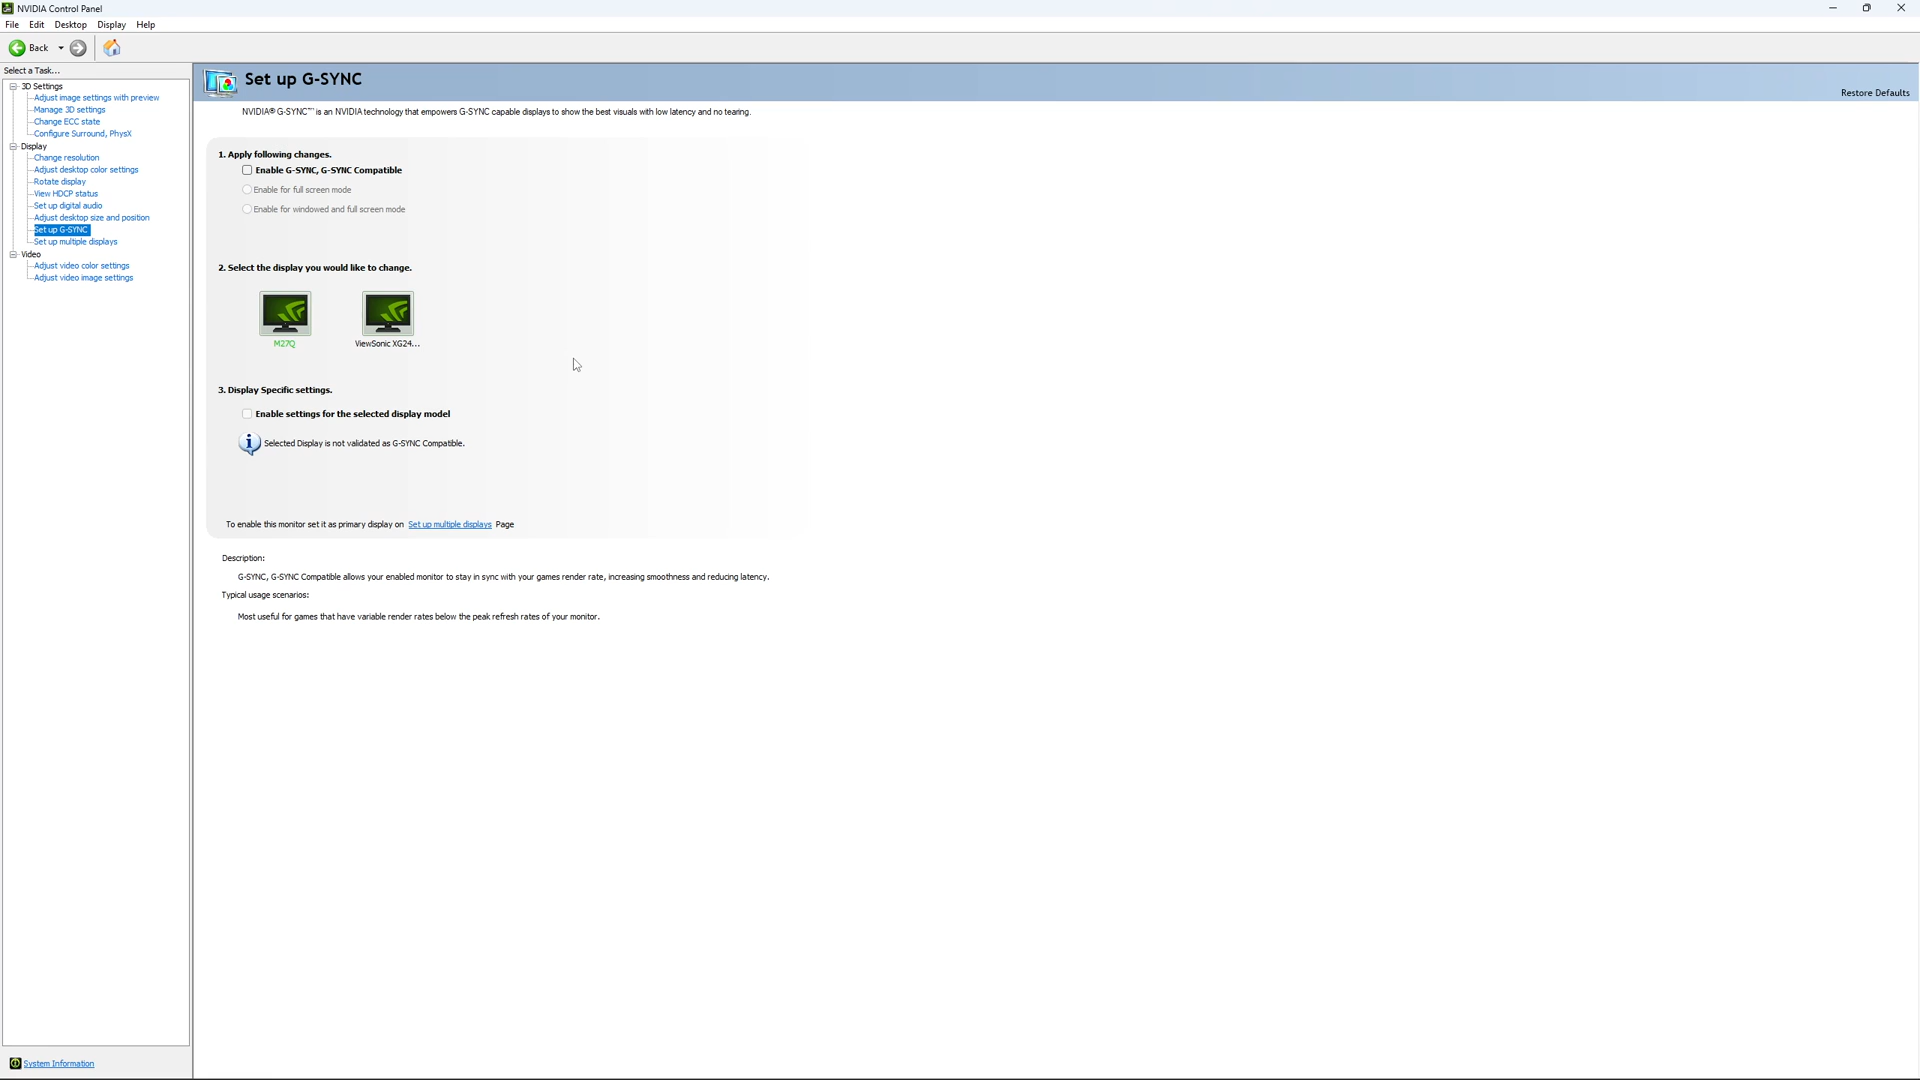 NVIDIA Control Panel
File Edit Desktop Display Help
Back
Select a Task...
3D Settings
Adjust image settings with preview
Manage 3D settings
Change ECC state
Configure Surround, PhysX
Display
Change resolution
Adjust desktop color settings
Rotate display
View HDCP status
Set up digital audio
Adjust desktop size and position
Set up G-SYNC
Set up multiple displays
Video
Adjust video color settings
Adjust video image settings
System Information
Set up G-SYNC
Restore Defaults
NVIDIA® G-SYNC™ is an NVIDIA technology that empowers G-SYNC capable displays to show the best visuals with low latency and no tearing.
1. Apply following changes.
Enable G-SYNC, G-SYNC Compatible
Enable for full screen mode
Enable for windowed and full screen mode
2. Select the display you would like to change.
M27Q ViewSonic XG24...
3. Display Specific settings.
Enable settings for the selected display model
Selected Display is not validated as G-SYNC Compatible.
To enable this monitor set it as primary display on Set up multiple displays Page
Description:
G-SYNC, G-SYNC Compatible allows your enabled monitor to stay in sync with your games render rate, increasing smoothness and reducing latency.
Typical usage scenarios:
Most useful for games that have variable render rates below the peak refresh rates of your monitor.